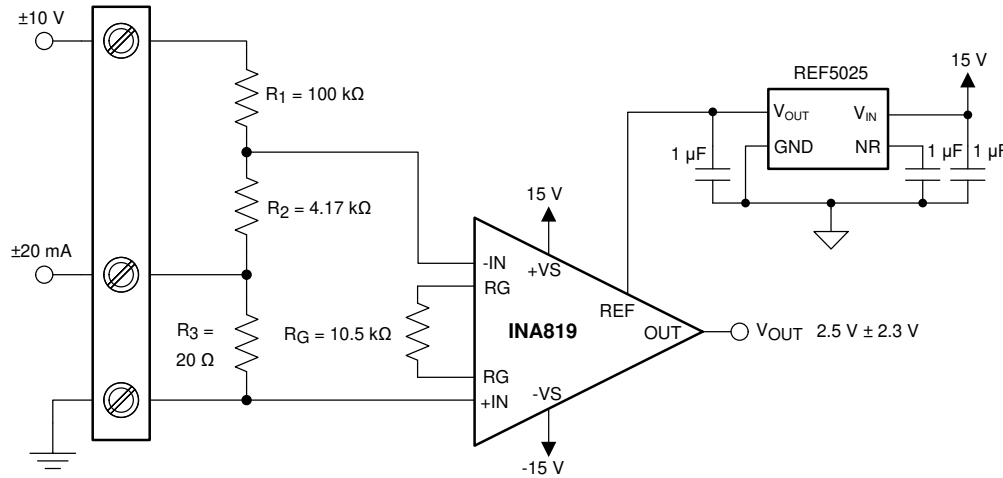 ±10 V
R1 = 100 kΩ
R2 = 4.17 kΩ
±20 mA
R3 =
20 Ω
RG = 10.5 kΩ
15 V
+VS
-IN
RG
INA819
REF
OUT
RG
+IN
-VS
-15 V
VOUT 2.5 V ± 2.3 V
REF5025
15 V
VOUT
VIN
GND
NR
1 µF
1 µF
1 µF